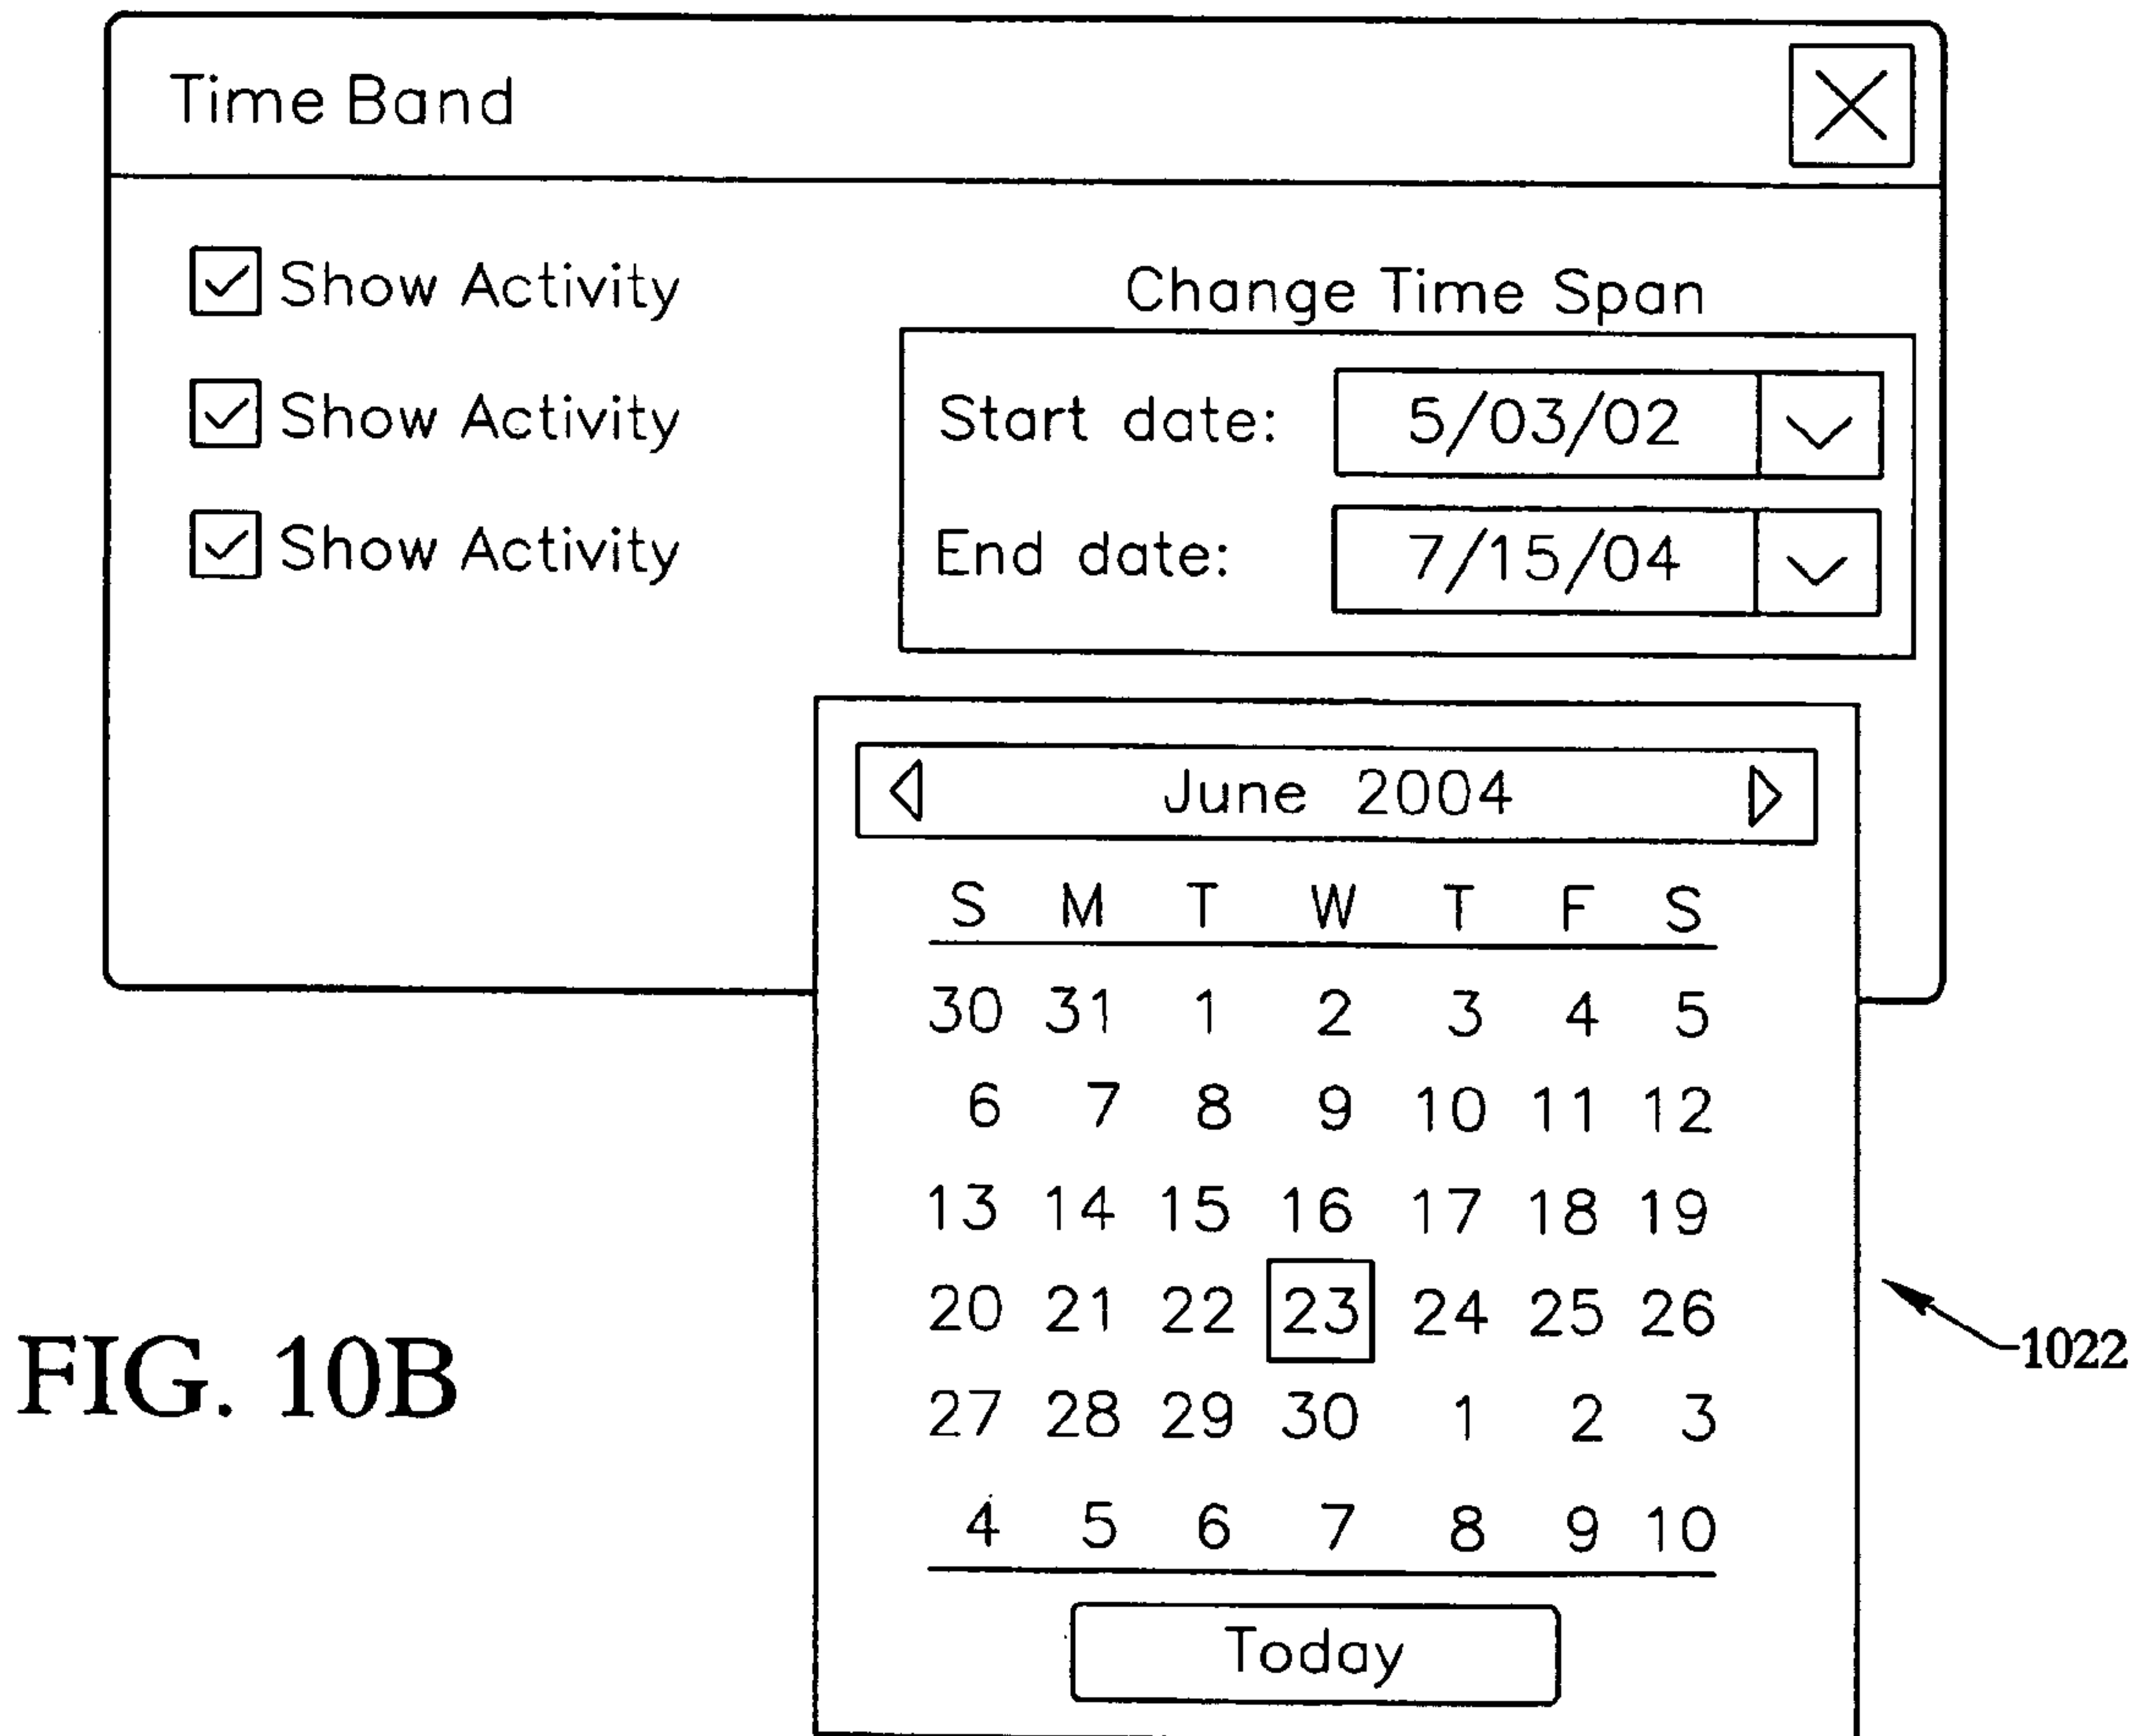 Time Band
Show Activity
Show Activity
Show Activity
Change Time Span
Start date: 5/03/02
End date: 7/15/04
June 2004
S M T W T F S
30 31 1 2 3 4 5
6 7 8 9 10 11 12
13 14 15 16 17 18 19
20 21 22 23 24 25 26
27 28 29 30 1 2 3
4 5 6 7 8 9 10
Today
1022
FIG. 10B